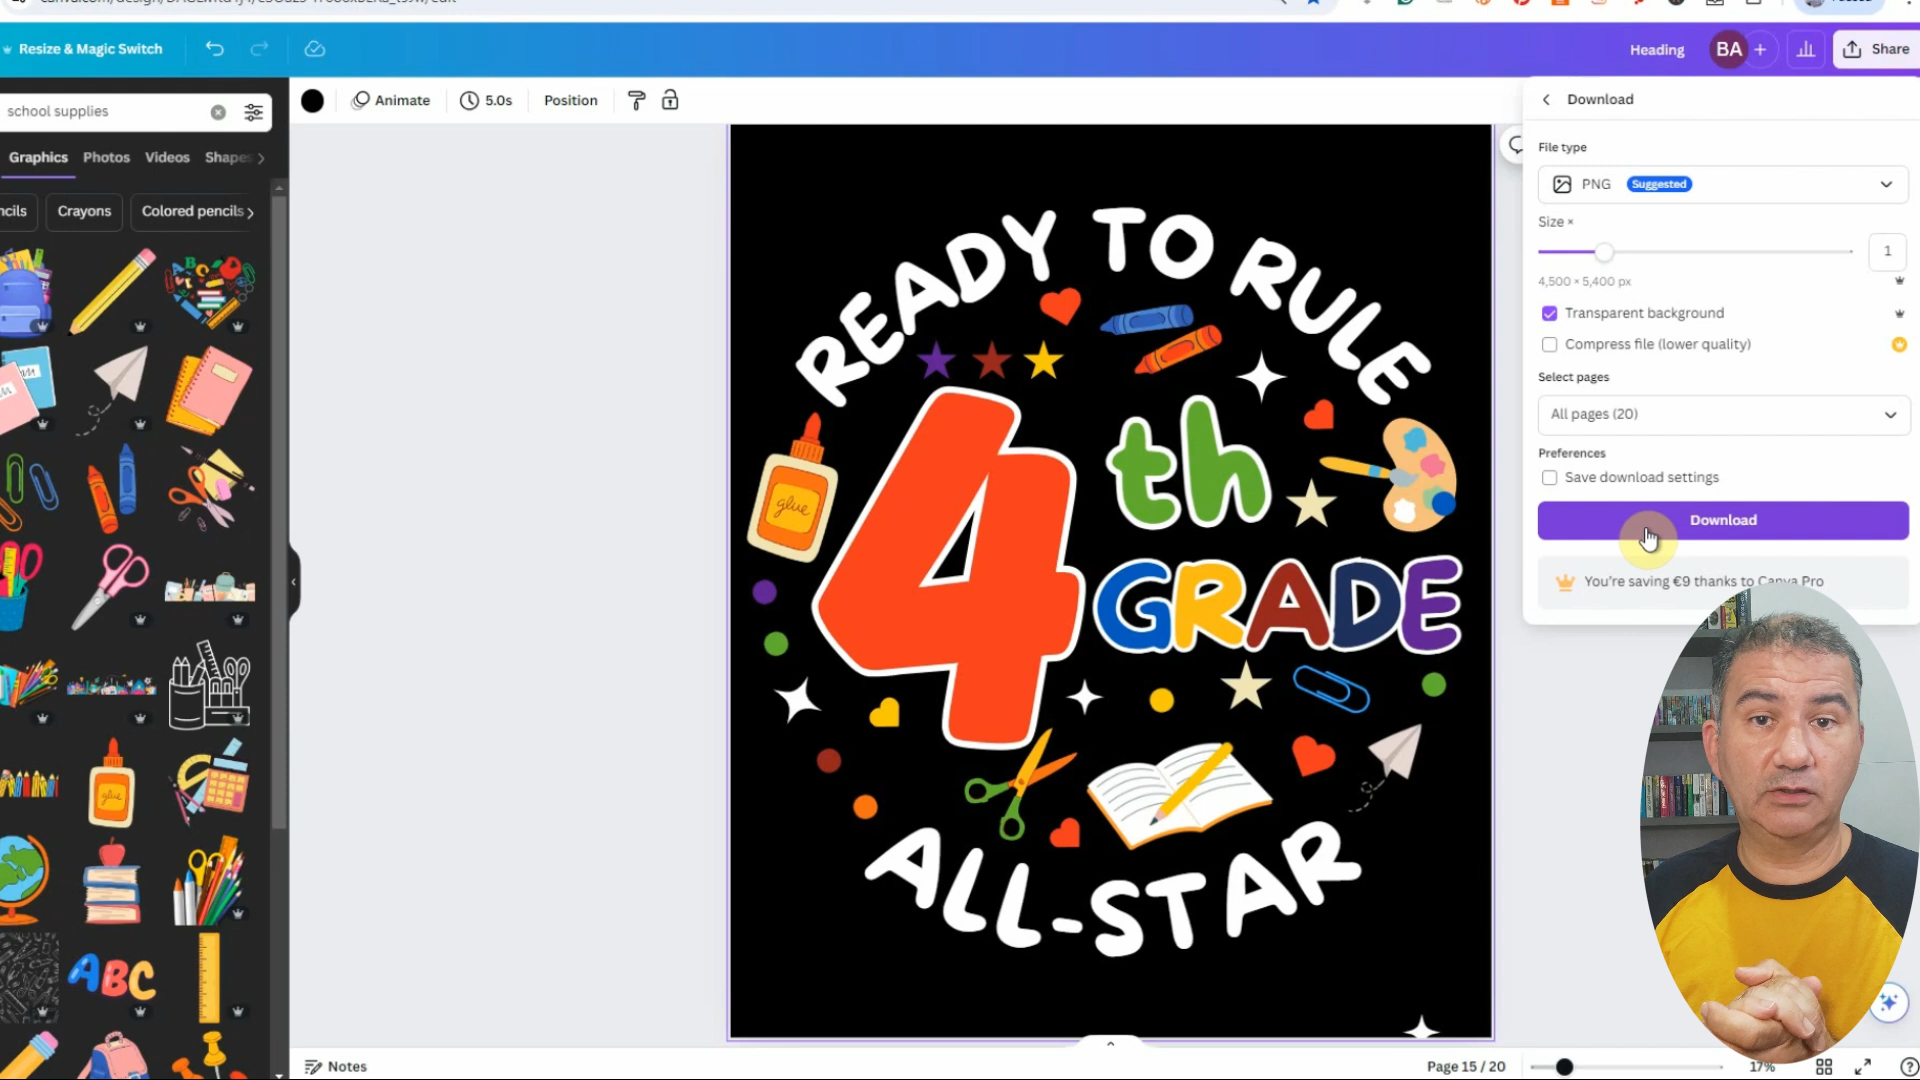 Resize & Magic Switch
Heading
BA
Share
school supplies
Animate
5.0s
Position
Download
Graphics
Photos
Videos
Shapes
File type
PNG
Suggested
Crayons
Colored pencils
Size ×
1
4,500 × 5,400 px
Transparent background
Compress file (lower quality)
Select pages
All pages (20)
Preferences
Save download settings
Download
You're saving €9 thanks to Canva Pro
READY TO RULE
4th
GRADE
glue
ALL-STAR
glue
ABC
Notes
Page 15 / 20
17%